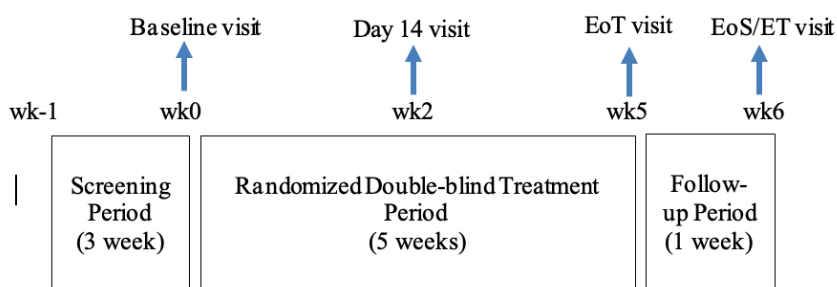 Baseline visit Day 14 visit EoT visit EoS/ET visit
wk-1 wk0 wk2 wk5 wk6
Screening Period (3 week)
Randomized Double-blind Treatment Period (5 weeks)
Follow-up Period (1 week)